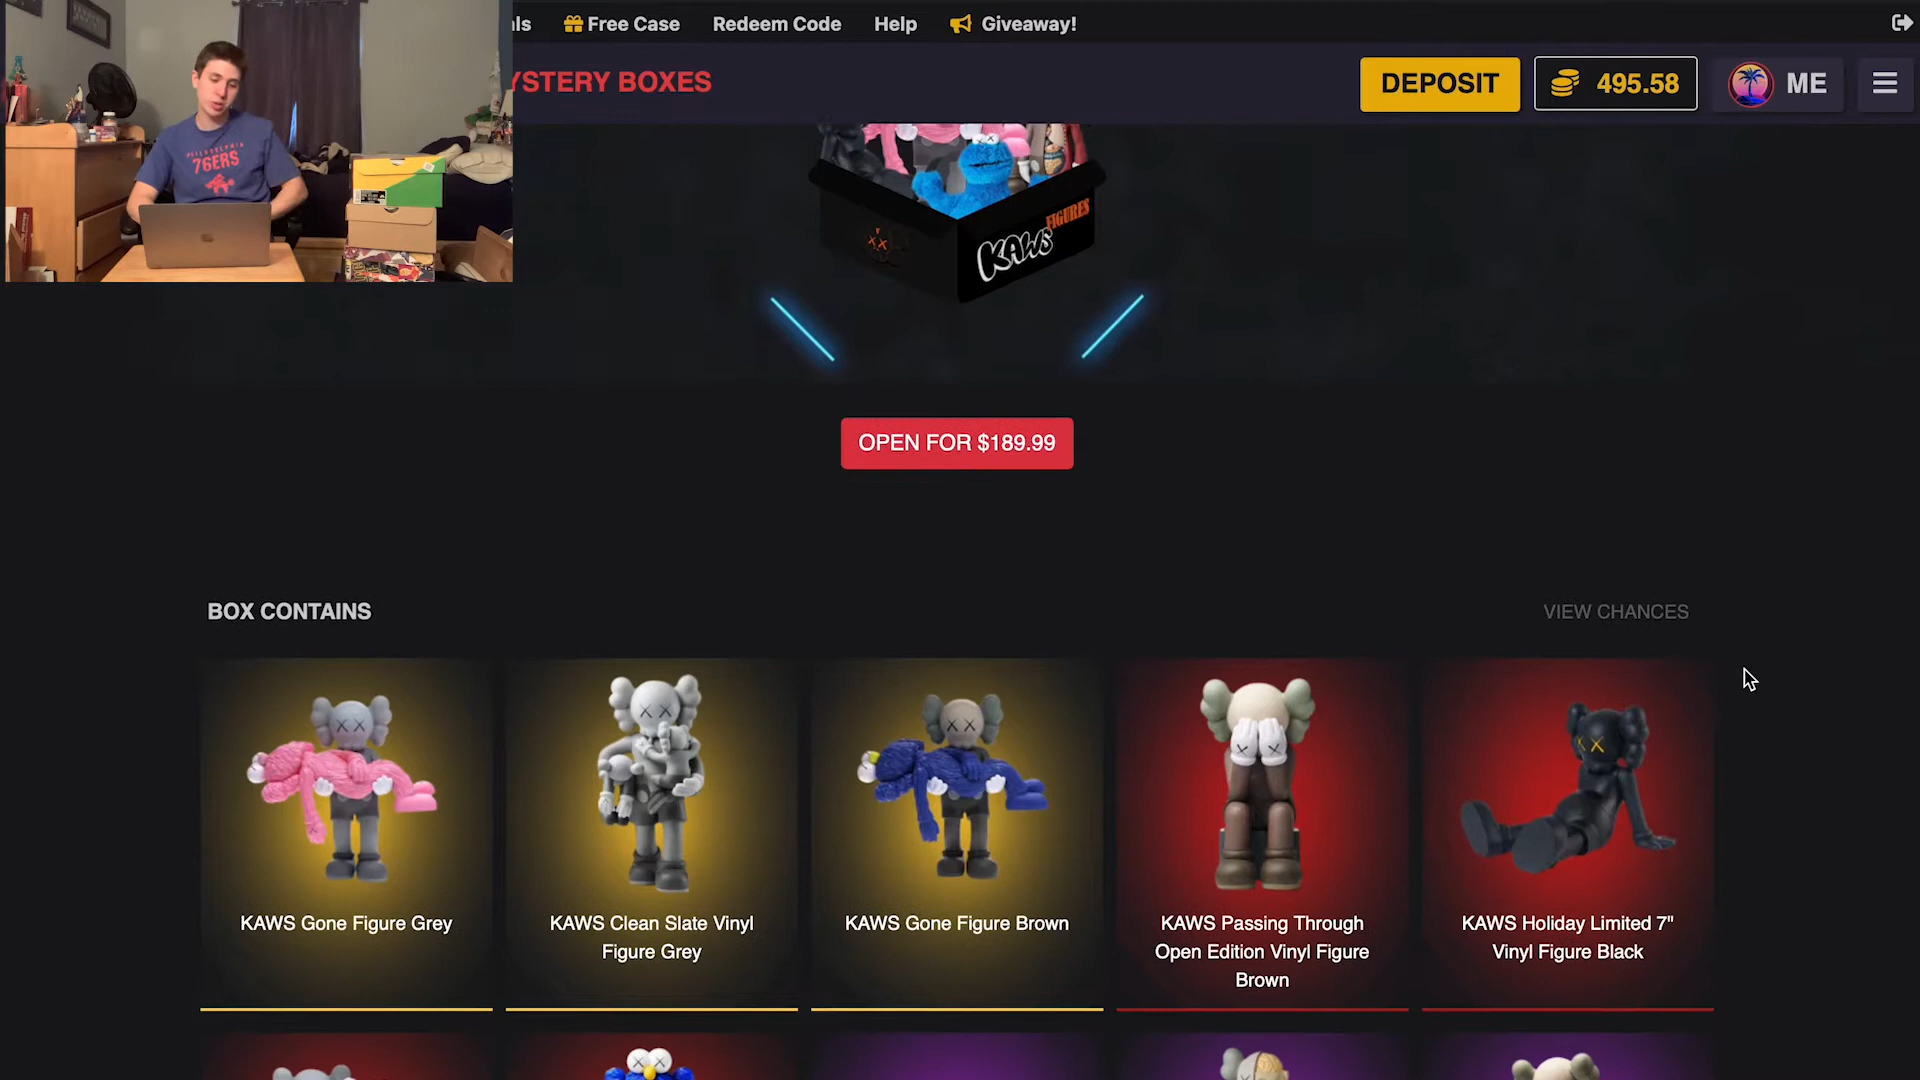 ls
Free Case
Redeem Code
Help
Giveaway!
YSTERY BOXES
DEPOSIT
495.58
ME
PHILADELPHIA
76ERS
KAWS
FIGURES
OPEN FOR $189.99
BOX CONTAINS
VIEW CHANCES
KAWS Gone Figure Grey
KAWS Clean Slate Vinyl
Figure Grey
KAWS Gone Figure Brown
KAWS Passing Through
Open Edition Vinyl Figure
Brown
KAWS Holiday Limited 7"
Vinyl Figure Black